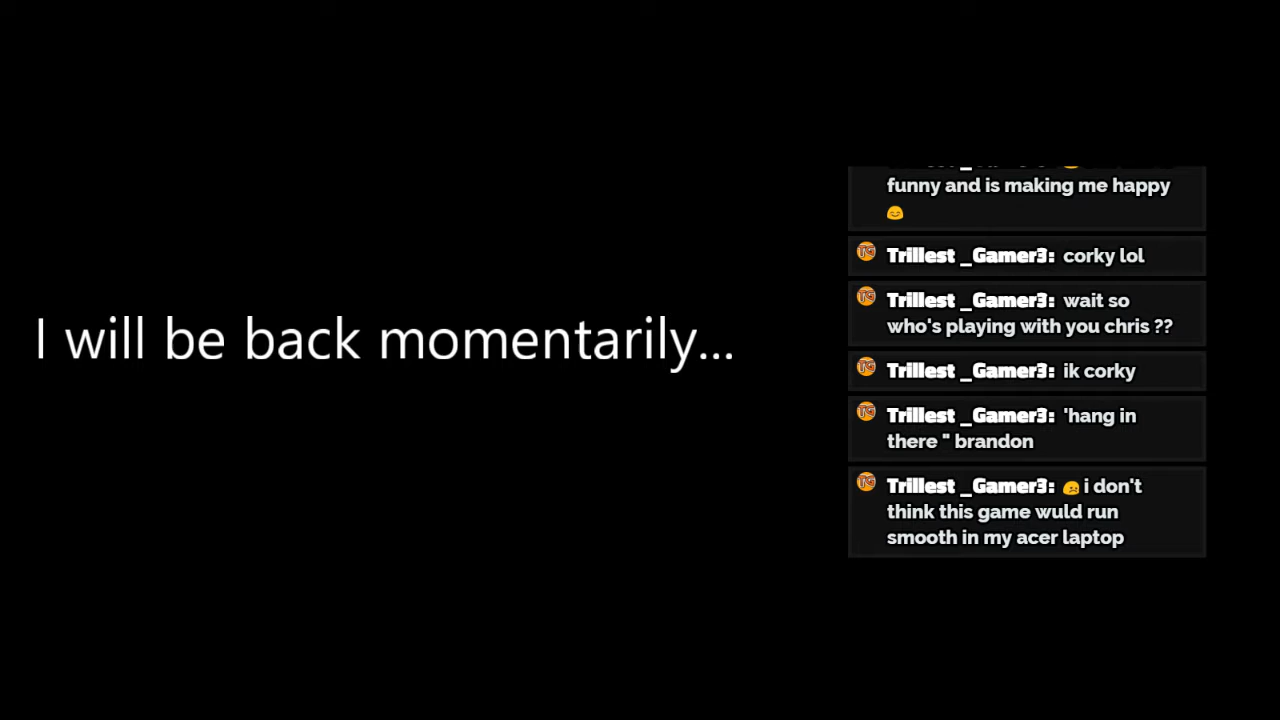 I will be back momentarily...
funny and is making me happy
😊
Trillest _Gamer3: corky lol
Trillest _Gamer3: wait so
who's playing with you chris ??
Trillest _Gamer3: ik corky
Trillest _Gamer3: 'hang in
there " brandon
Trillest _Gamer3: 😞 i don't
think this game wuld run
smooth in my acer laptop